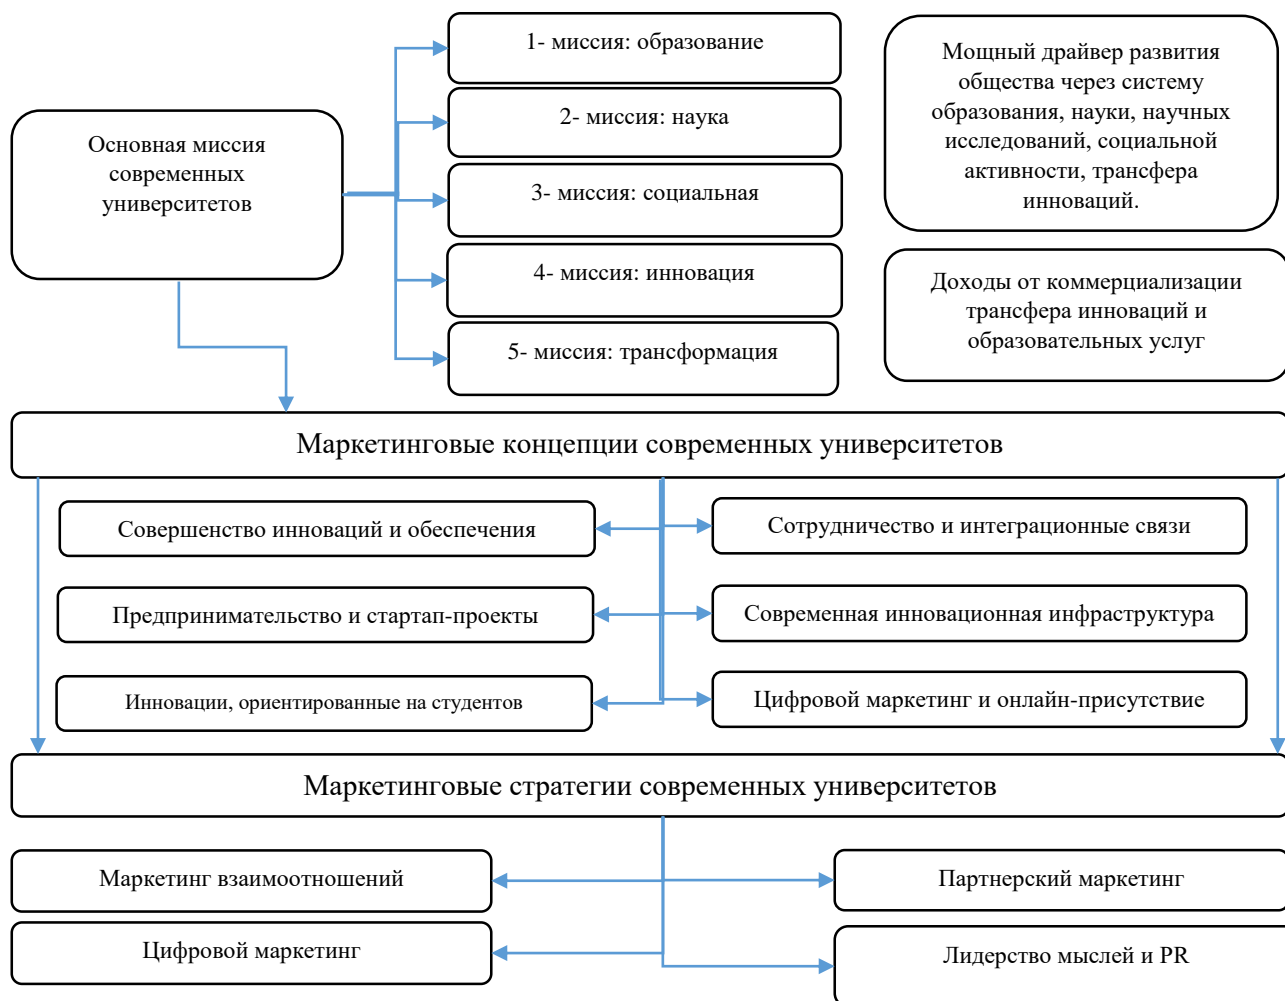 Основная миссия
современных
университетов
1- миссия: образование
2- миссия: наука
3- миссия: социальная
4- миссия: инновация
5- миссия: трансформация
Мощный драйвер развития
общества через систему
образования, науки, научных
исследований, социальной
активности, трансфера
инноваций.
Доходы от коммерциализации
трансфера инноваций и
образовательных услуг
Маркетинговые концепции современных университетов
Совершенство инноваций и обеспечения
Сотрудничество и интеграционные связи
Предпринимательство и стартап-проекты
Современная инновационная инфраструктура
Инновации, ориентированные на студентов
Цифровой маркетинг и онлайн-присутствие
Маркетинговые стратегии современных университетов
Маркетинг взаимоотношений
Партнерский маркетинг
Цифровой маркетинг
Лидерство мыслей и PR